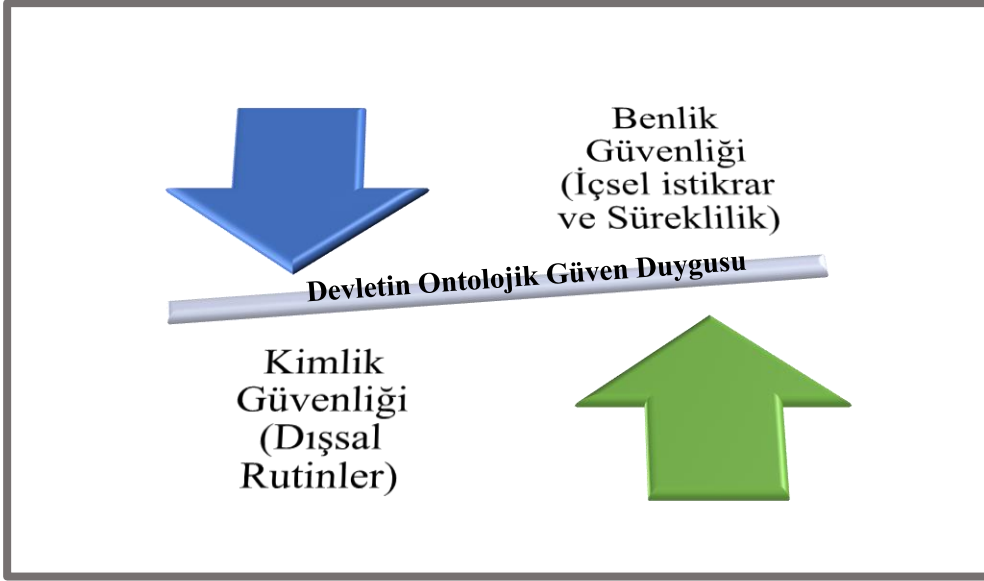 Benlik
Güvenliği
(İçsel istikrar
ve Süreklilik)
Devletin Ontolojik Güven Duygusu
Kimlik
Güvenliği
(Dışsal
Rutinler)